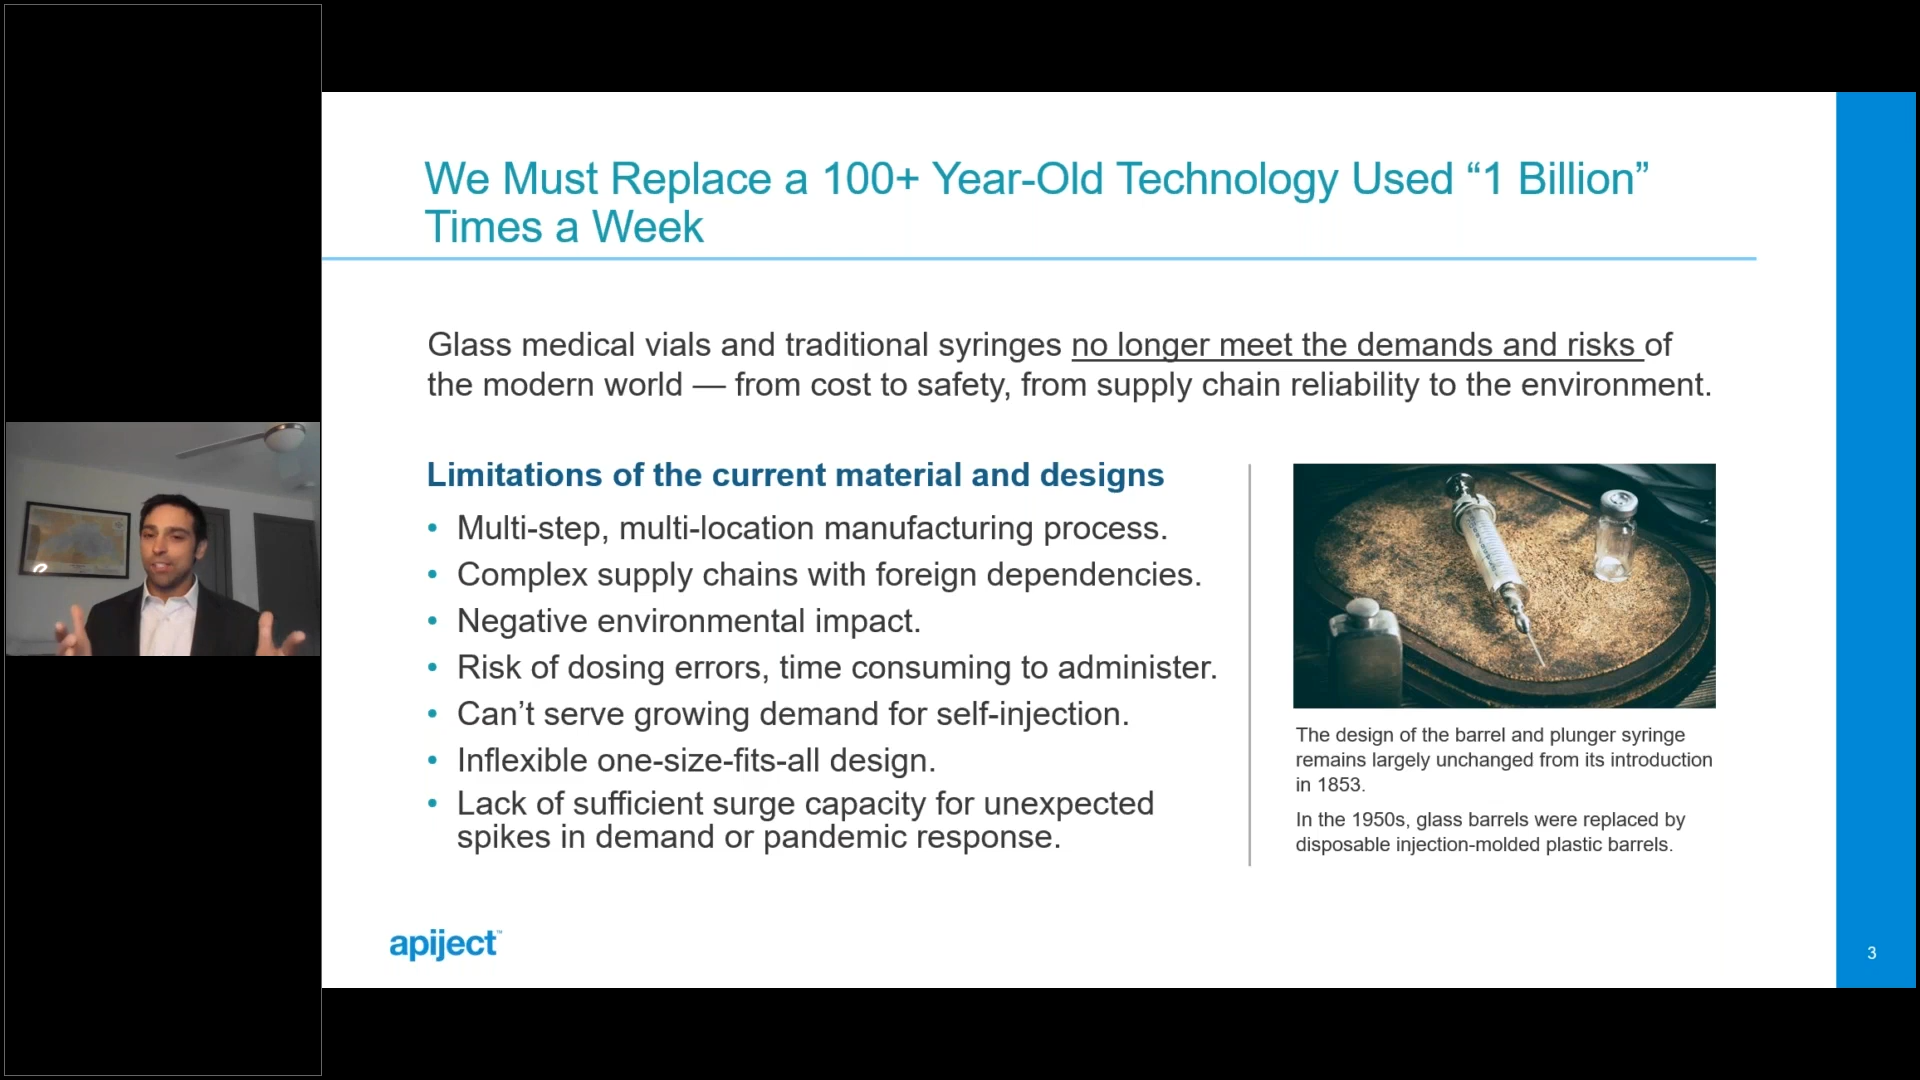 We Must Replace a 100+ Year-Old Technology Used “1 Billion”
Times a Week
Glass medical vials and traditional syringes no longer meet the demands and risks of
the modern world — from cost to safety, from supply chain reliability to the environment.
Limitations of the current material and designs
• Multi-step, multi-location manufacturing process.
• Complex supply chains with foreign dependencies.
• Negative environmental impact.
• Risk of dosing errors, time consuming to administer.
• Can’t serve growing demand for self-injection.
• Inflexible one-size-fits-all design.
• Lack of sufficient surge capacity for unexpected
spikes in demand or pandemic response.
The design of the barrel and plunger syringe
remains largely unchanged from its introduction
in 1853.
In the 1950s, glass barrels were replaced by
disposable injection-molded plastic barrels.
apiject™
3